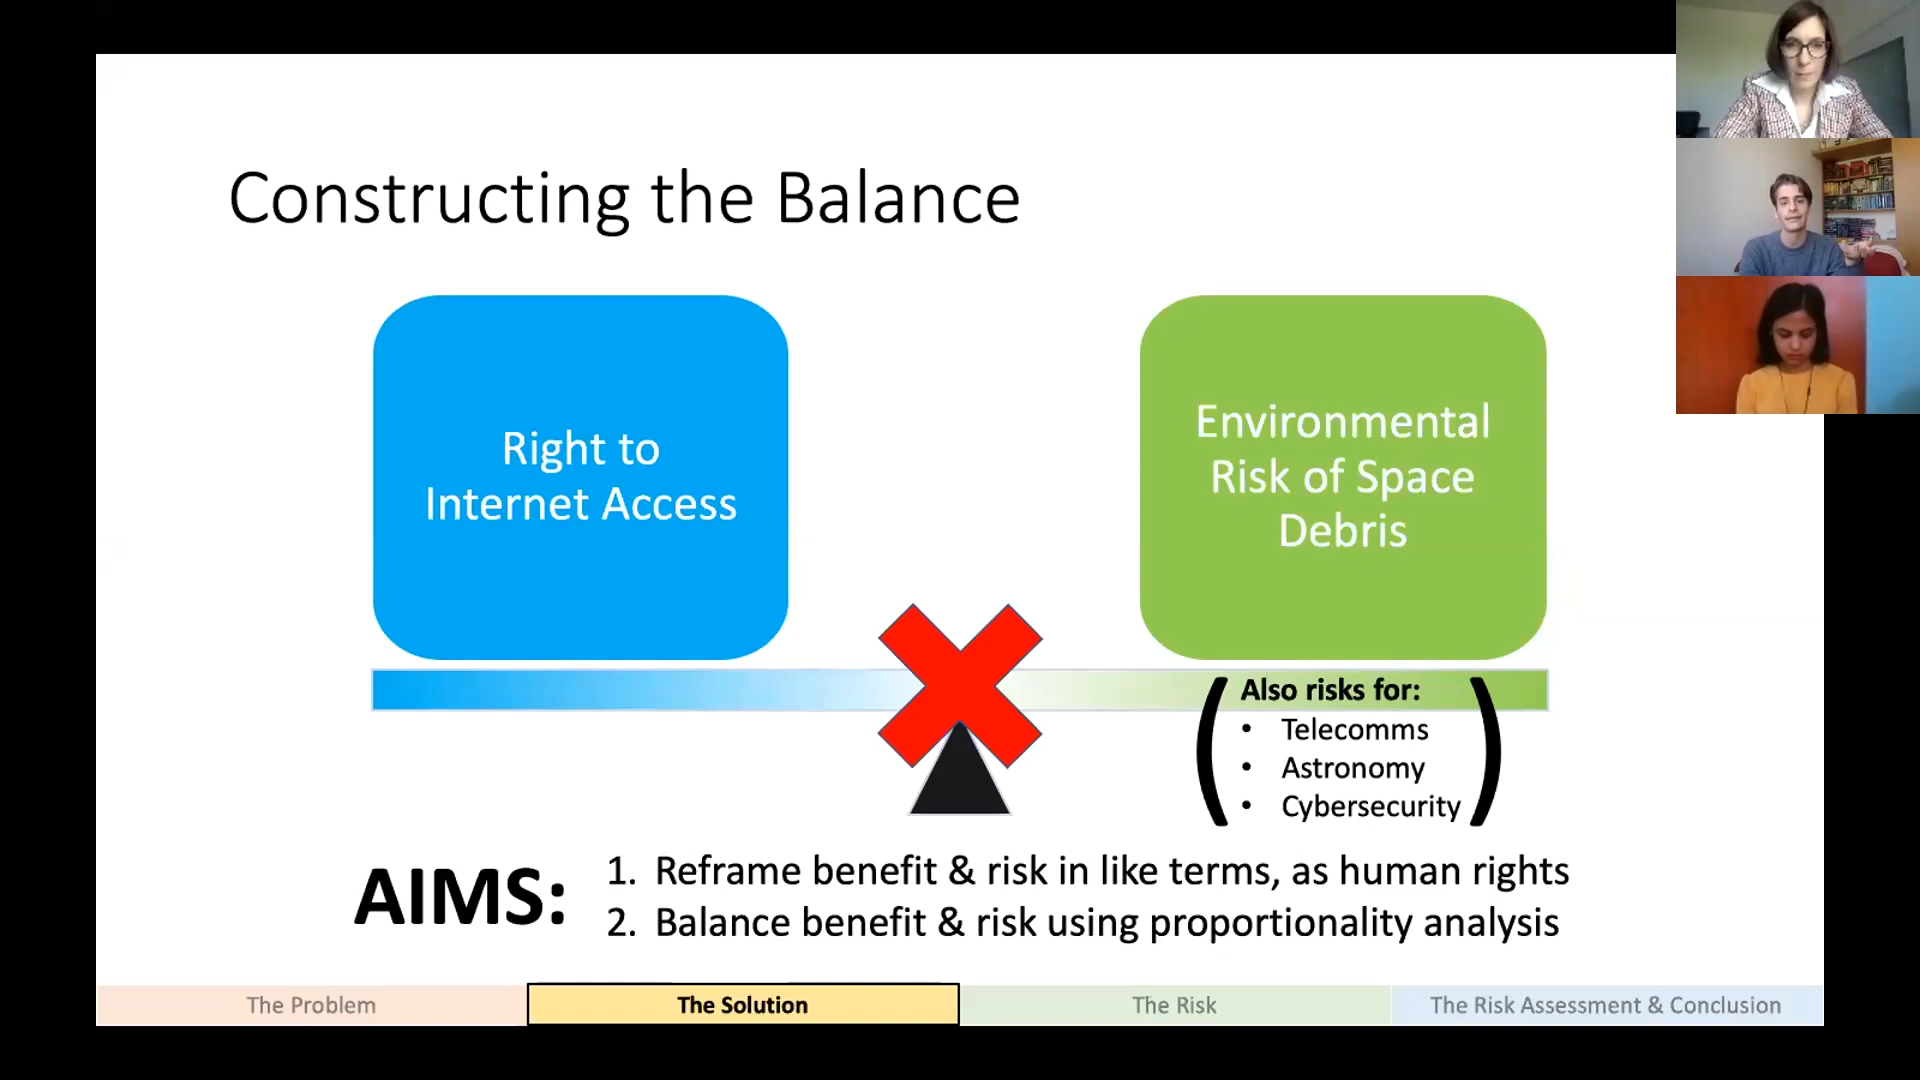 Constructing the Balance
Right to
Internet Access
Environmental
Risk of Space
Debris
Also risks for:
• Telecomms
• Astronomy
• Cybersecurity
AIMS:
1. Reframe benefit & risk in like terms, as human rights
2. Balance benefit & risk using proportionality analysis
The Problem
The Solution
The Risk
The Risk Assessment & Conclusion